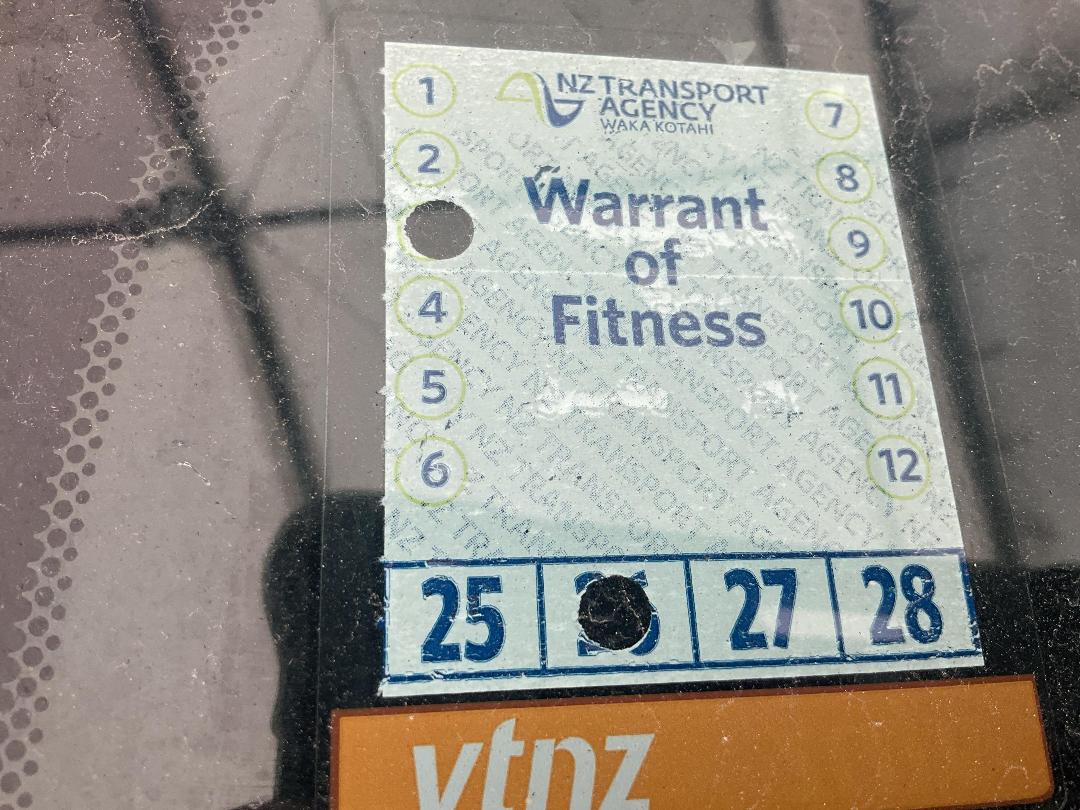 NZ TRANSPORT
AGENCY
WAKA KOTAHI
1
2
4
5
6
7
8
9
10
11
12
Warrant
of
Fitness
25
26
27
28
vtnz